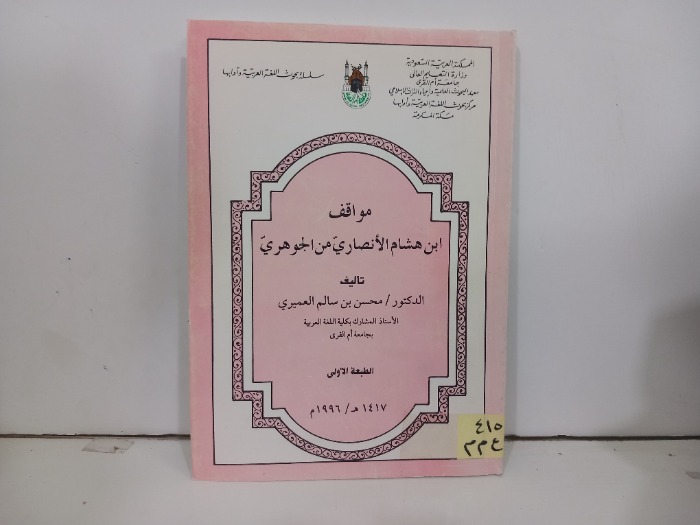 المملكة العربية السعودية
وزارة التعليم العالي
جامعة أم القرى
معهد البحوث العلمية وإحياء التراث الإسلامي
مركز بحوث اللغة العربية وآدابها
مكة المكرمة
سلسلة بحوث اللغة العربية وآدابها
مواقف
ابن هشام الأنصاريّ من الجوهريّ
تأليف
الدكتور / محسن بن سالم العميري
الأستاذ المشارك بكلية اللغة العربية
بجامعة أم القرى
الطبعة الاولى
١٤١٧ هـ / ١٩٩٦م
٤١٥
ع م م